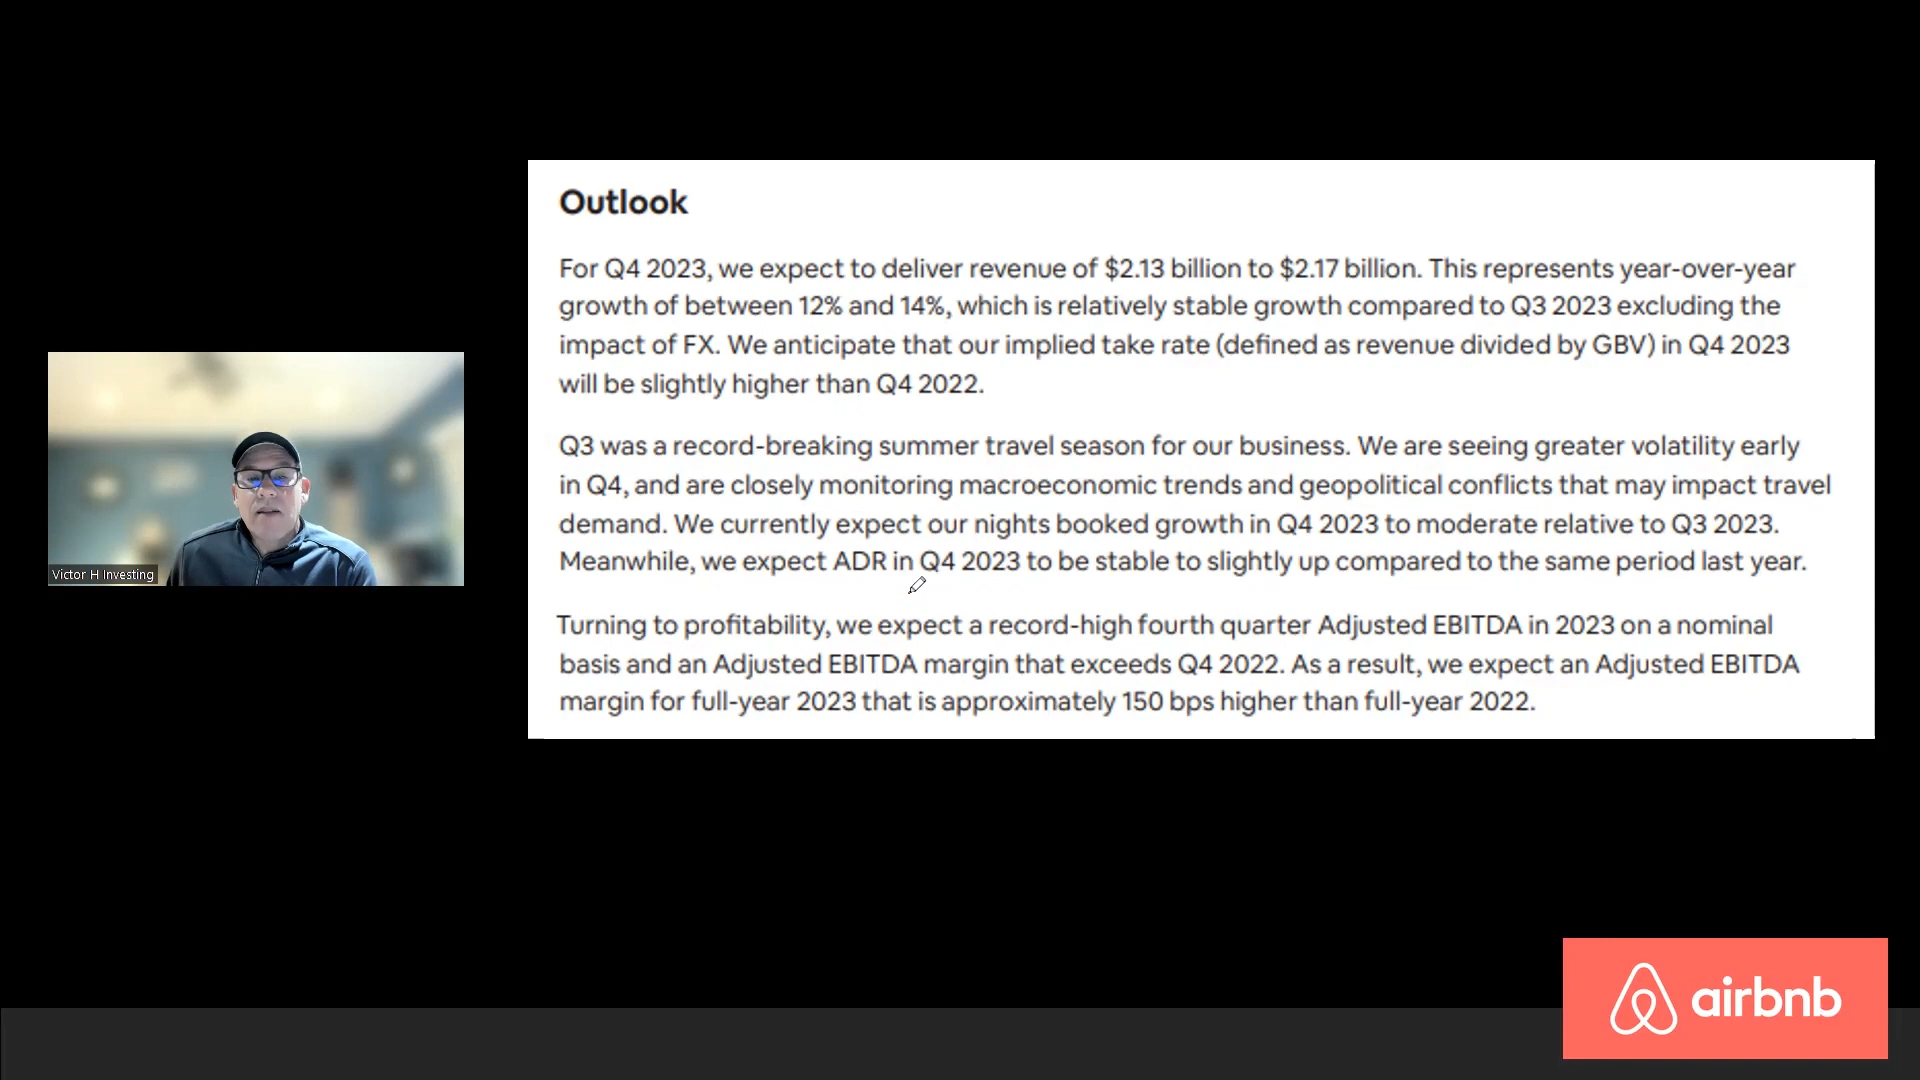 Outlook
For Q4 2023, we expect to deliver revenue of $2.13 billion to $2.17 billion. This represents year-over-year
growth of between 12% and 14%, which is relatively stable growth compared to Q3 2023 excluding the
impact of FX. We anticipate that our implied take rate (defined as revenue divided by GBV) in Q4 2023
will be slightly higher than Q4 2022.
Q3 was a record-breaking summer travel season for our business. We are seeing greater volatility early
in Q4, and are closely monitoring macroeconomic trends and geopolitical conflicts that may impact travel
demand. We currently expect our nights booked growth in Q4 2023 to moderate relative to Q3 2023.
Meanwhile, we expect ADR in Q4 2023 to be stable to slightly up compared to the same period last year.
Turning to profitability, we expect a record-high fourth quarter Adjusted EBITDA in 2023 on a nominal
basis and an Adjusted EBITDA margin that exceeds Q4 2022. As a result, we expect an Adjusted EBITDA
margin for full-year 2023 that is approximately 150 bps higher than full-year 2022.
Victor H Investing
airbnb